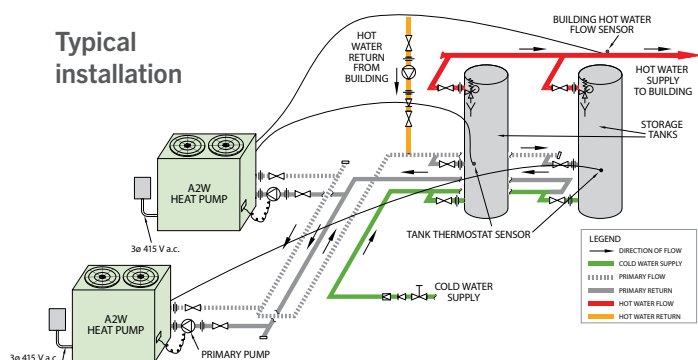 Typical
installation
HOT
WATER
RETURN
FROM
BUILDING
BUILDING HOT WATER
FLOW SENSOR
HOT WATER
SUPPLY
TO BUILDING
STORAGE
TANKS
A2W
HEAT PUMP
3ø 415 V a.c.
TANK THERMOSTAT SENSOR
COLD WATER
SUPPLY
A2W
HEAT PUMP
PRIMARY PUMP
3ø 415 V a.c.
LEGEND
DIRECTION OF FLOW
COLD WATER SUPPLY
PRIMARY FLOW
PRIMARY RETURN
HOT WATER FLOW
HOT WATER RETURN